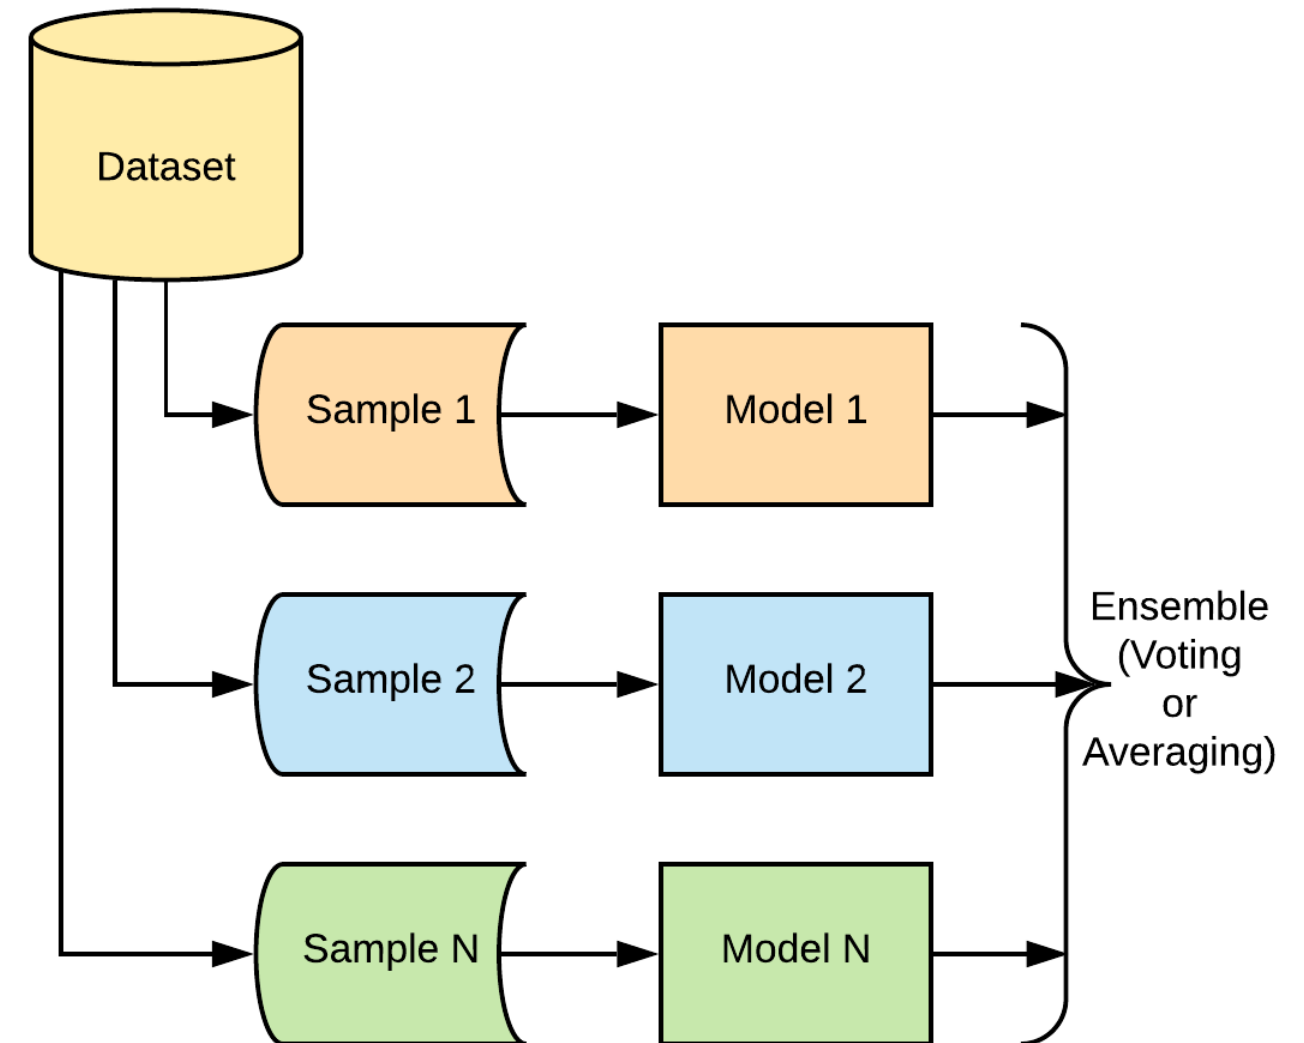 Dataset
Sample 1
Model 1
Sample 2
Model 2
Ensemble
(Voting
or
Averaging)
Sample N
Model N